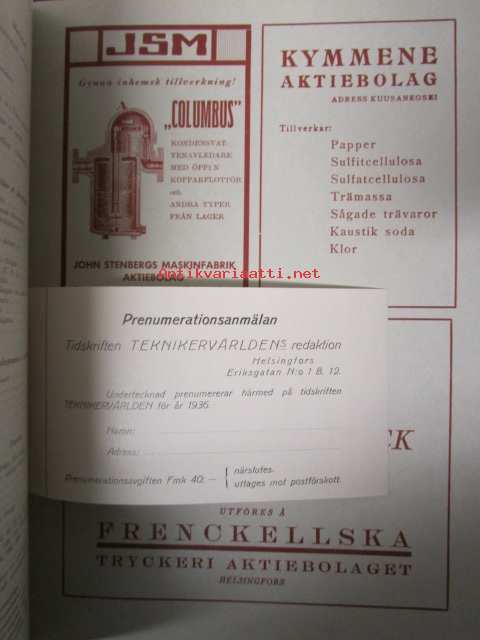 JSM
Gynna inhemsk tillverkning!
„COLUMBUS"
KONDENSVAT-
TENAVLEDARE
MED ÖPPEN
KOPPARFLOTTÖR
och
ANDRA TYPER
FRÅN LAGER
JOHN STENBERGS MASKINFABRIK
AKTIEBOLAG
KYMMENE
AKTIEBOLAG
ADRESS KUUSANKOSKI
Tillverkar:
Papper
Sulfitcellulosa
Sulfatcellulosa
Trämassa
Sågade trävaror
Kaustik soda
Klor
Antikvariaatti.net
Prenumerationsanmälan
Tidskriften TEKNIKERVÄRLDENS redaktion
Helsingfors
Eriksgatan N:o 1 B. 12.
Undertecknad prenumererar härmed på tidskriften
TEKNIKERVÄRLDEN för år 1936.
Namn:
Adress:
Prenumerationsavgiften Fmk 40.—
närslutes.
uttages mot postförskott.
CK
UTFÖRES Å
FRENCKELLSKA
TRYCKERI AKTIEBOLAGET
HELSINGFORS